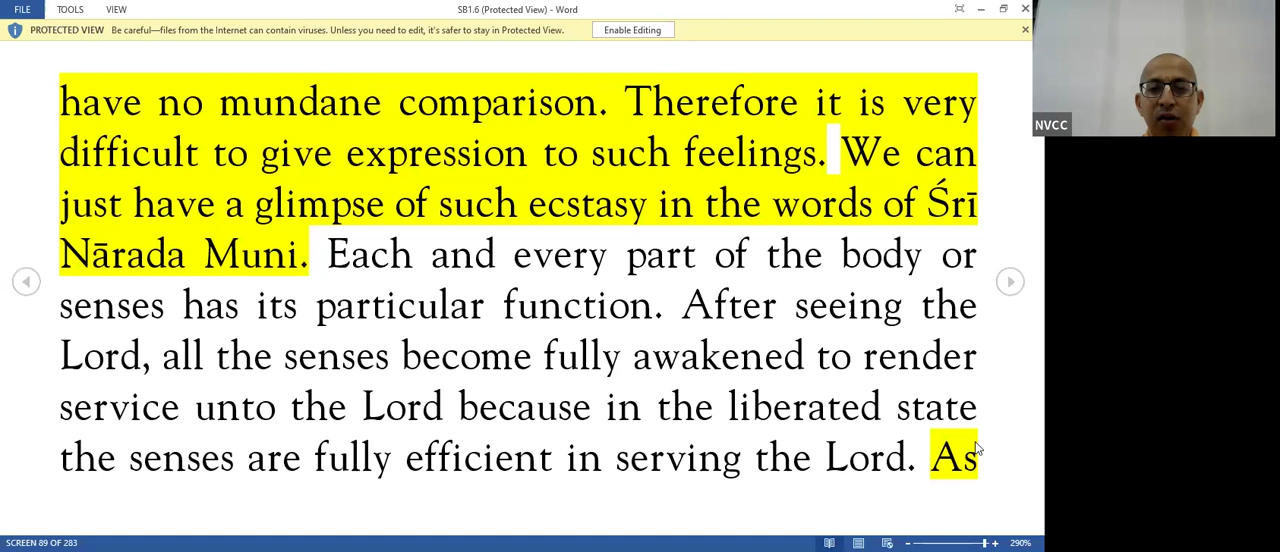 FILE TOOLS VIEW SB1.6 (Protected View) - Word
PROTECTED VIEW Be careful—files from the Internet can contain viruses. Unless you need to edit, it's safer to stay in Protected View. Enable Editing
have no mundane comparison. Therefore it is very
difficult to give expression to such feelings. We can
just have a glimpse of such ecstasy in the words of Śrī
Nārada Muni. Each and every part of the body or
senses has its particular function. After seeing the
Lord, all the senses become fully awakened to render
service unto the Lord because in the liberated state
the senses are fully efficient in serving the Lord. As
NVCC
SCREEN 89 OF 283 290%